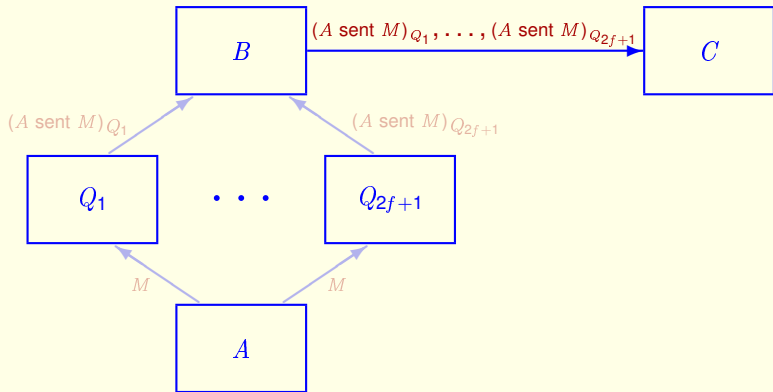 (A sent M)Q1, ..., (A sent M)Q2f+1
B
C
(A sent M)Q1
(A sent M)Q2f+1
Q1
...
Q2f+1
M
M
A